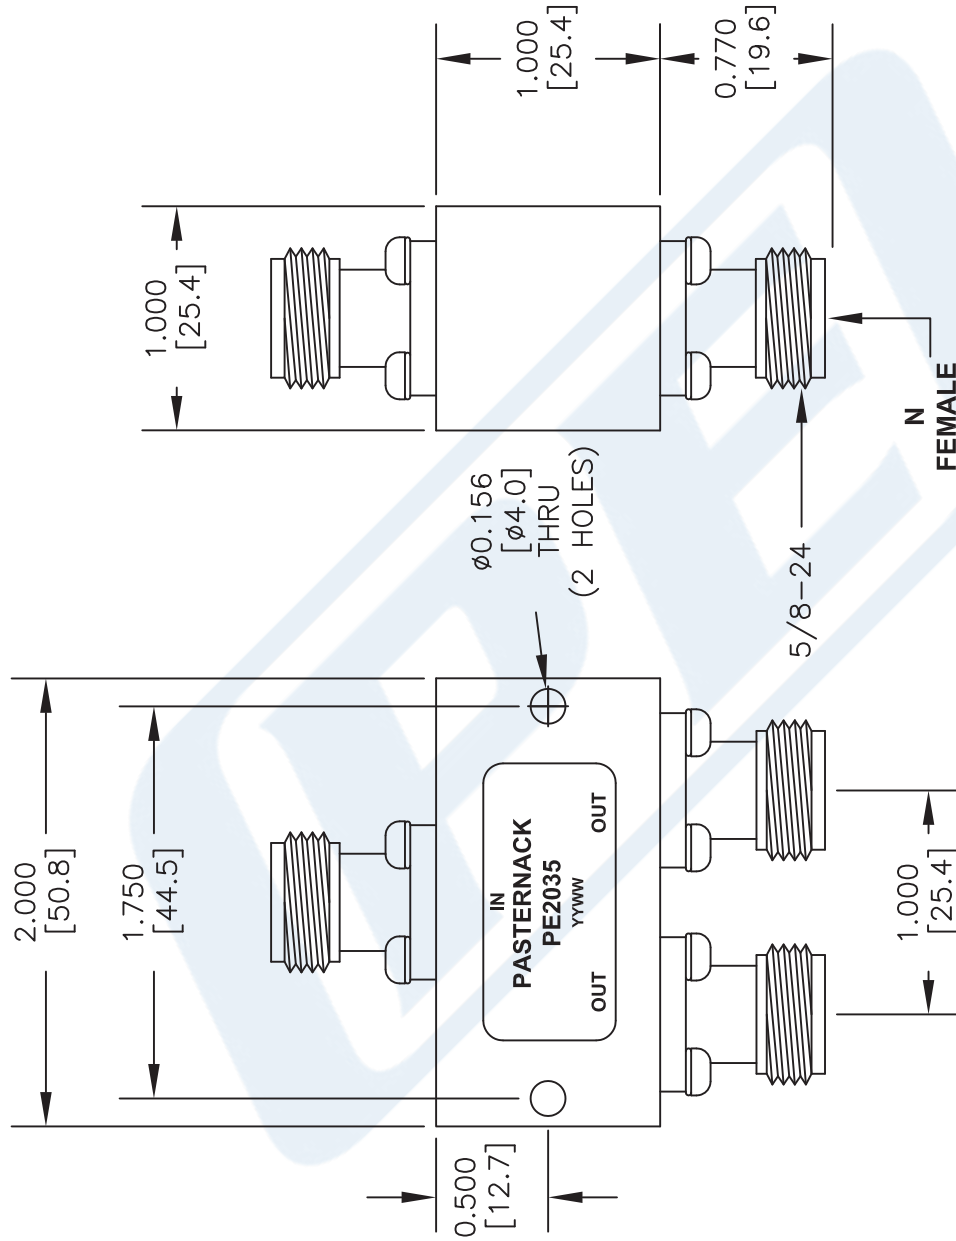 2.000
[50.8]
1.750
[44.5]
0.500
[12.7]
IN
PASTERNACK
PE2035
YYWW
OUT
OUT
1.000
[25.4]
ø0.156
[ø4.0]
THRU
(2 HOLES)
5/8-24
1.000
[25.4]
1.000
[25.4]
0.770
[19.6]
N
FEMALE
PE